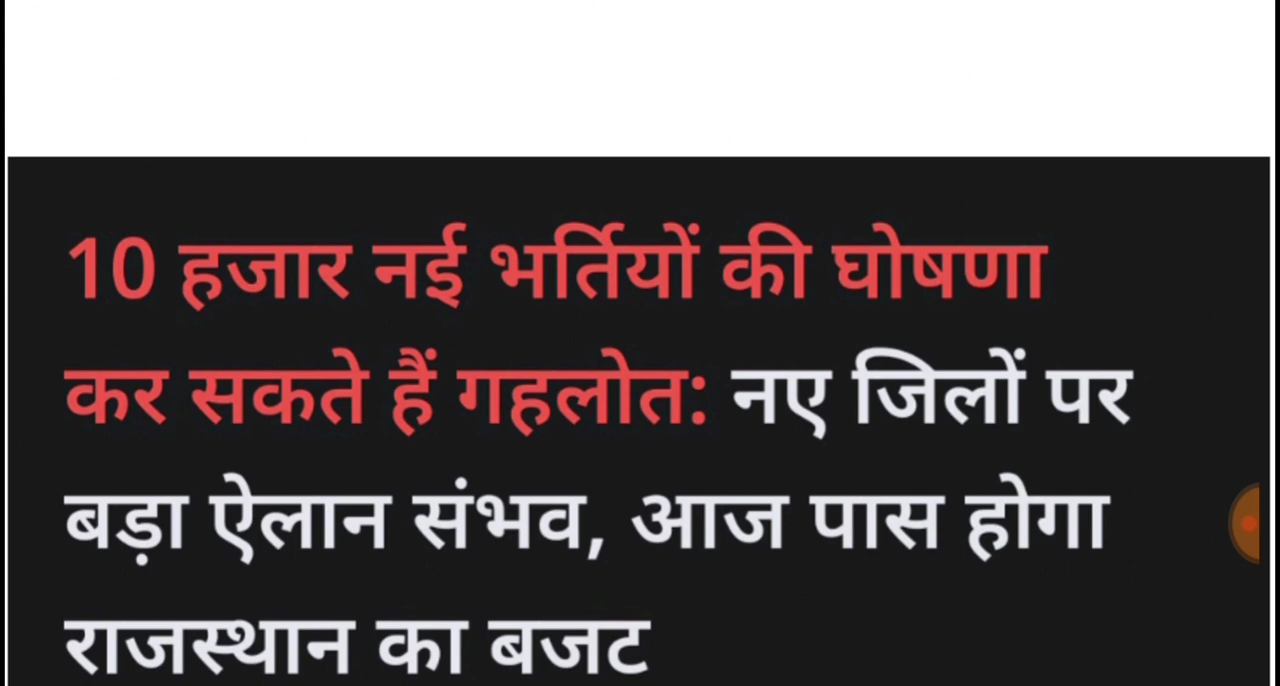 10 हजार नई भर्तियों की घोषणा
कर सकते हैं गहलोत: नए जिलों पर
बड़ा ऐलान संभव, आज पास होगा
राजस्थान का बजट